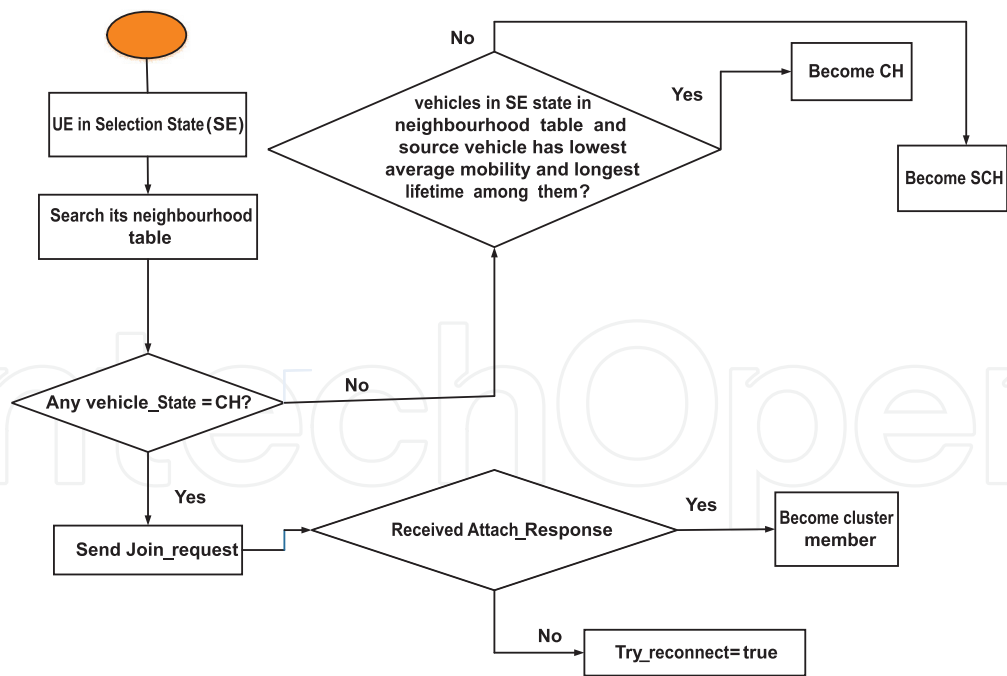 UE in Selection State(SE)
Search its neighbourhood
table
Any vehicle_State = CH?
No
Yes
Send Join_request
No
vehicles in SE state in
neighbourhood table and
source vehicle has lowest
average mobility and longest
lifetime among them?
Yes
Become CH
Become SCH
Received Attach_Response
Yes
Become cluster
member
No
Try_reconnect=true
ntechOpe